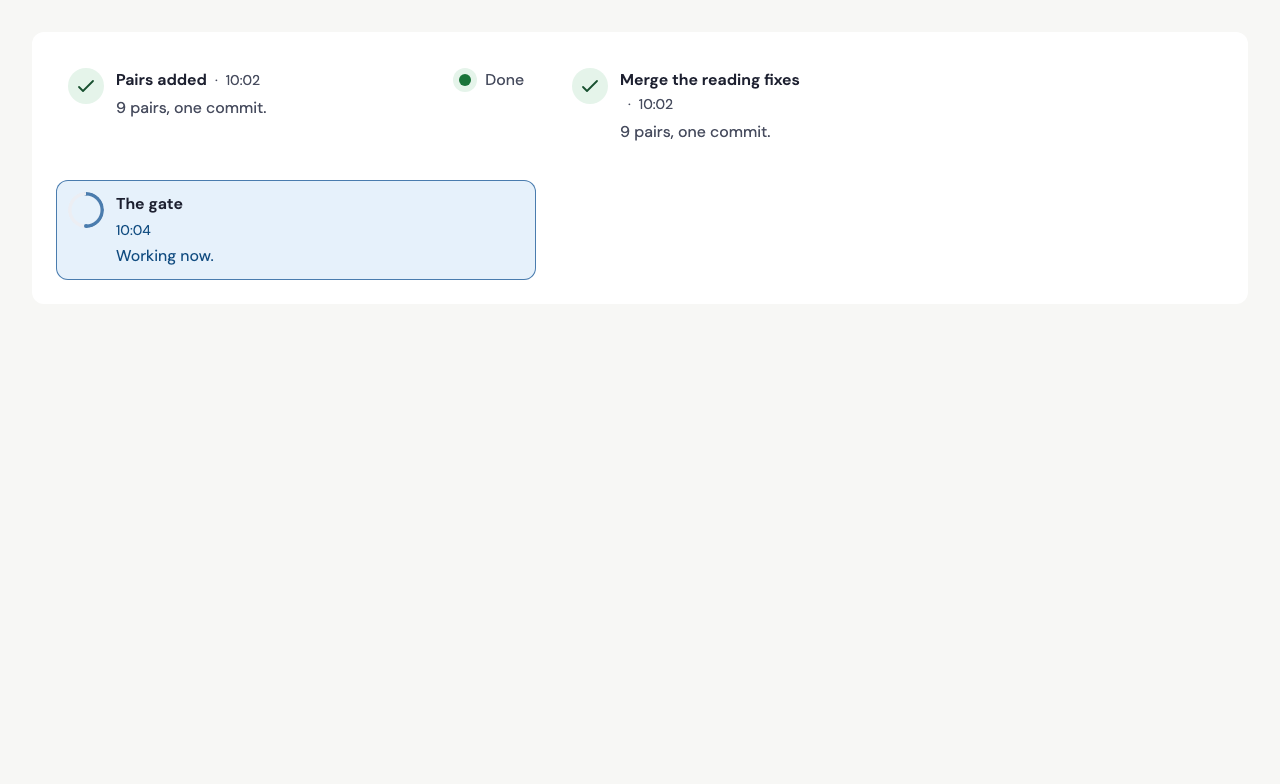 Pairs added · 10:02
Done
9 pairs, one commit.
Merge the reading fixes
· 10:02
9 pairs, one commit.
The gate
10:04
Working now.